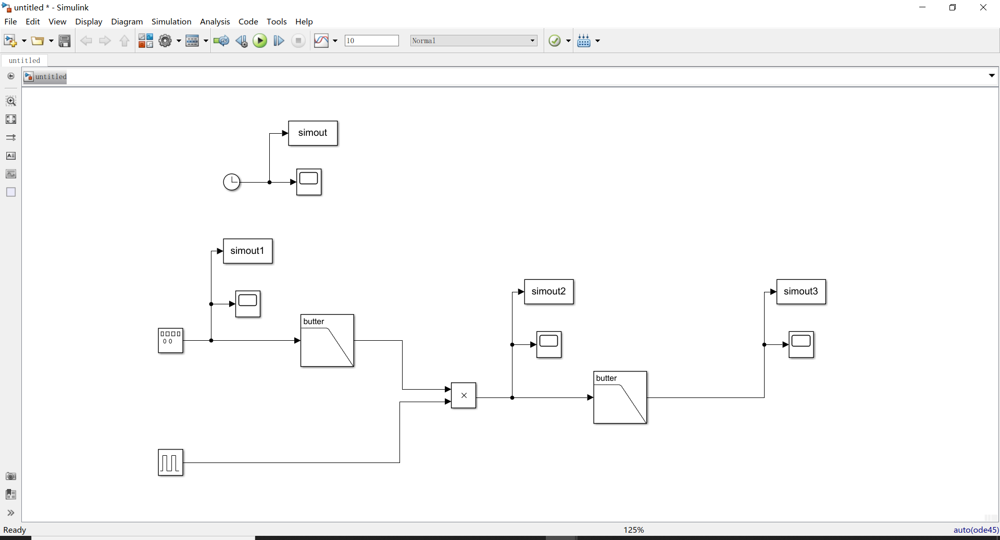 untitled * - Simulink
File Edit View Display Diagram Simulation Analysis Code Tools Help
10 Normal
untitled
untitled
simout
simout1
simout2 simout3
butter
butter
Ready 125% auto(ode45)